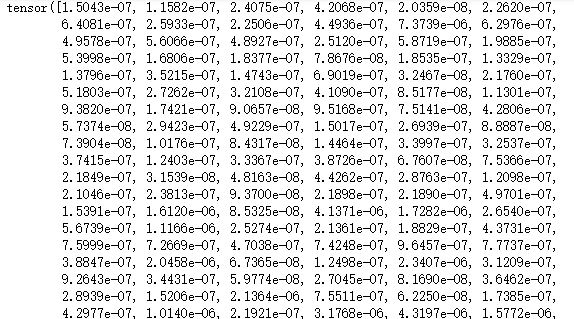 tensor([1.5043e-07, 1.1582e-07, 2.4075e-07, 4.2068e-07, 2.0359e-08, 2.2620e-07,
6.4081e-07, 2.5933e-07, 2.2506e-07, 4.4936e-07, 7.3739e-06, 6.2976e-07,
4.9578e-07, 5.6066e-07, 4.8927e-07, 2.5120e-07, 5.8719e-07, 1.9885e-07,
5.3998e-07, 1.6806e-07, 1.8377e-07, 7.8676e-08, 1.8535e-07, 1.3329e-07,
1.3796e-07, 3.5215e-07, 1.4743e-07, 6.9019e-07, 3.2467e-08, 2.1760e-07,
5.1803e-07, 2.7262e-07, 3.2108e-07, 4.1090e-07, 8.5177e-08, 1.1301e-07,
9.3820e-07, 1.7421e-07, 9.0657e-08, 9.5168e-07, 7.5141e-08, 4.2806e-07,
5.7374e-08, 2.9423e-07, 4.9229e-07, 1.5017e-07, 2.6939e-07, 8.8887e-08,
7.3904e-08, 1.0176e-07, 8.4317e-08, 1.4464e-07, 3.3997e-07, 3.2537e-07,
3.7415e-07, 1.2403e-07, 3.3367e-07, 3.8726e-07, 6.7607e-08, 7.5366e-07,
2.1849e-07, 3.1539e-08, 4.8163e-08, 4.4262e-07, 2.8763e-07, 1.2098e-07,
2.1046e-07, 2.3813e-07, 9.3700e-08, 2.1898e-07, 2.1890e-07, 4.9701e-07,
1.5391e-07, 1.6120e-06, 8.5325e-08, 4.1371e-06, 1.7282e-06, 2.6540e-07,
5.6739e-07, 1.1166e-06, 2.5274e-07, 2.1361e-07, 1.8829e-07, 4.3731e-07,
7.5999e-07, 7.2669e-07, 4.7038e-07, 7.4248e-07, 9.6457e-07, 7.7737e-07,
3.8847e-07, 2.0458e-06, 6.7365e-08, 1.2498e-07, 2.3406e-06, 3.1209e-07,
9.2643e-07, 3.4431e-07, 5.9774e-08, 2.7045e-07, 8.1690e-08, 3.6462e-07,
2.8939e-07, 1.5206e-07, 2.1364e-06, 7.5511e-07, 6.2250e-08, 1.7385e-07,
4.2977e-07, 1.0140e-06, 2.1921e-07, 3.1768e-06, 4.3197e-06, 1.5772e-06,